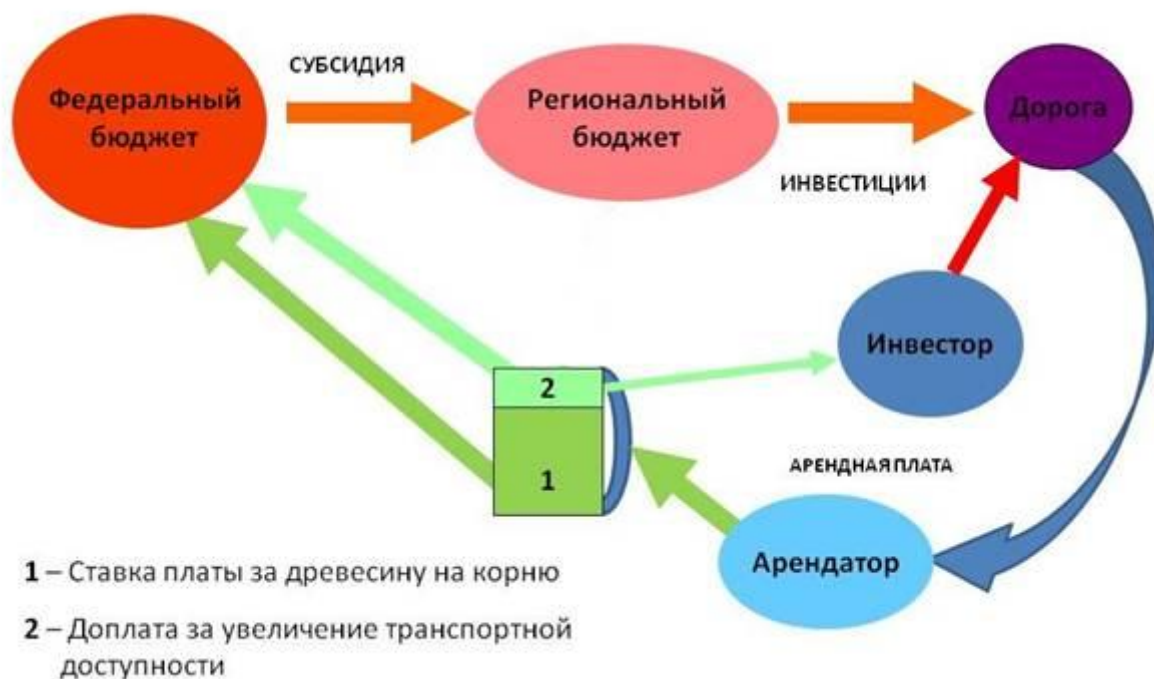 СУБСИДИЯ
Федеральный
бюджет
Региональный
бюджет
Дорога
ИНВЕСТИЦИИ
Инвестор
2
1
АРЕНДНАЯ ПЛАТА
Арендатор
1 – Ставка платы за древесину на корню
2 – Доплата за увеличение транспортной
доступности